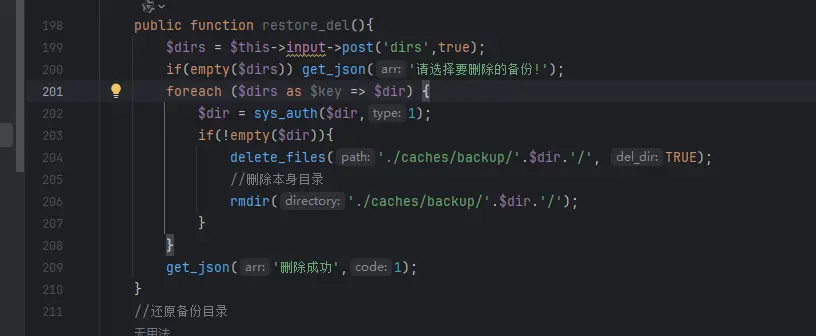 198 public function restore_del(){
199 $dirs = $this->input->post('dirs',true);
200 if(empty($dirs)) get_json( arr: '请选择要删除的备份!');
201 foreach ($dirs as $key => $dir) {
202 $dir = sys_auth($dir, type: 1);
203 if(!empty($dir)){
204 delete_files( path: './caches/backup/'.$dir.'/', del_dir: TRUE);
205 //删除本身目录
206 rmdir( directory: './caches/backup/'.$dir.'/');
207 }
208 }
209 get_json( arr: '删除成功', code: 1);
210 }
211 //还原备份目录
无用法